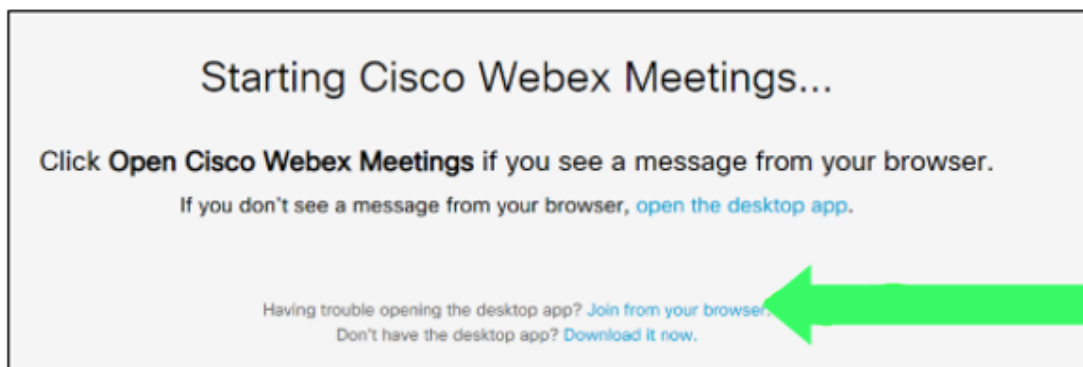 Starting Cisco Webex Meetings...
Click Open Cisco Webex Meetings if you see a message from your browser.
If you don't see a message from your browser, open the desktop app.
Having trouble opening the desktop app? Join from your browser.
Don't have the desktop app? Download it now.